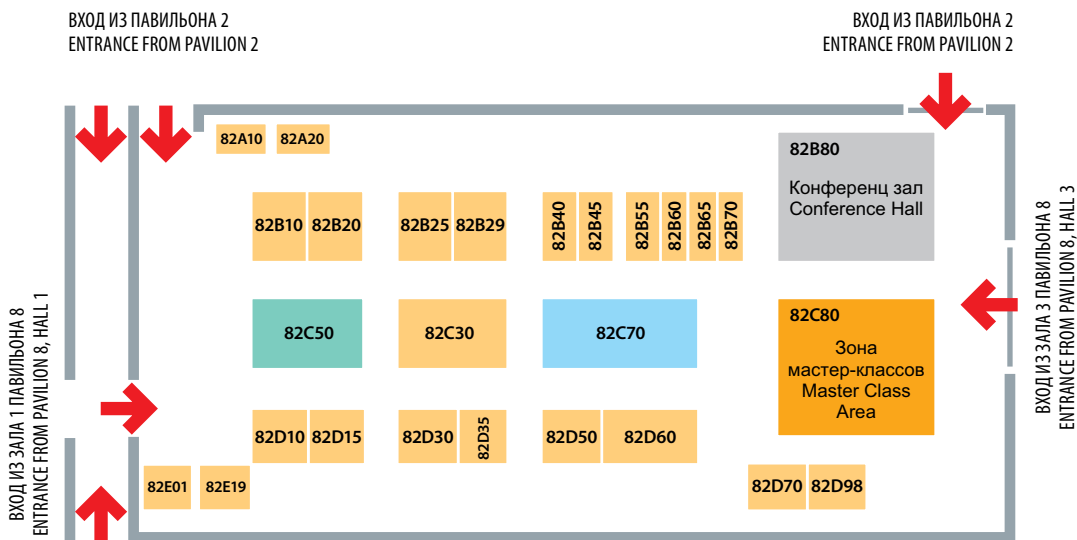 ВХОД ИЗ ПАВИЛЬОНА 2
ENTRANCE FROM PAVILION 2
ВХОД ИЗ ПАВИЛЬОНА 2
ENTRANCE FROM PAVILION 2
82A10
82A20
82B80
Конференц зал
Conference Hall
82B10
82B20
82B25
82B29
82B40
82B45
82B55
82B60
82B65
82B70
ВХОД ИЗ ЗАЛА 1 ПАВИЛЬОНА 8
ENTRANCE FROM PAVILION 8, HALL 1
ВХОД ИЗ ЗАЛА 3 ПАВИЛЬОНА 8
ENTRANCE FROM PAVILION 8, HALL 3
82C50
82C30
82C70
82C80
Зона
мастер-классов
Master Class
Area
82D10
82D15
82D30
82D35
82D50
82D60
82E01
82E19
82D70
82D98